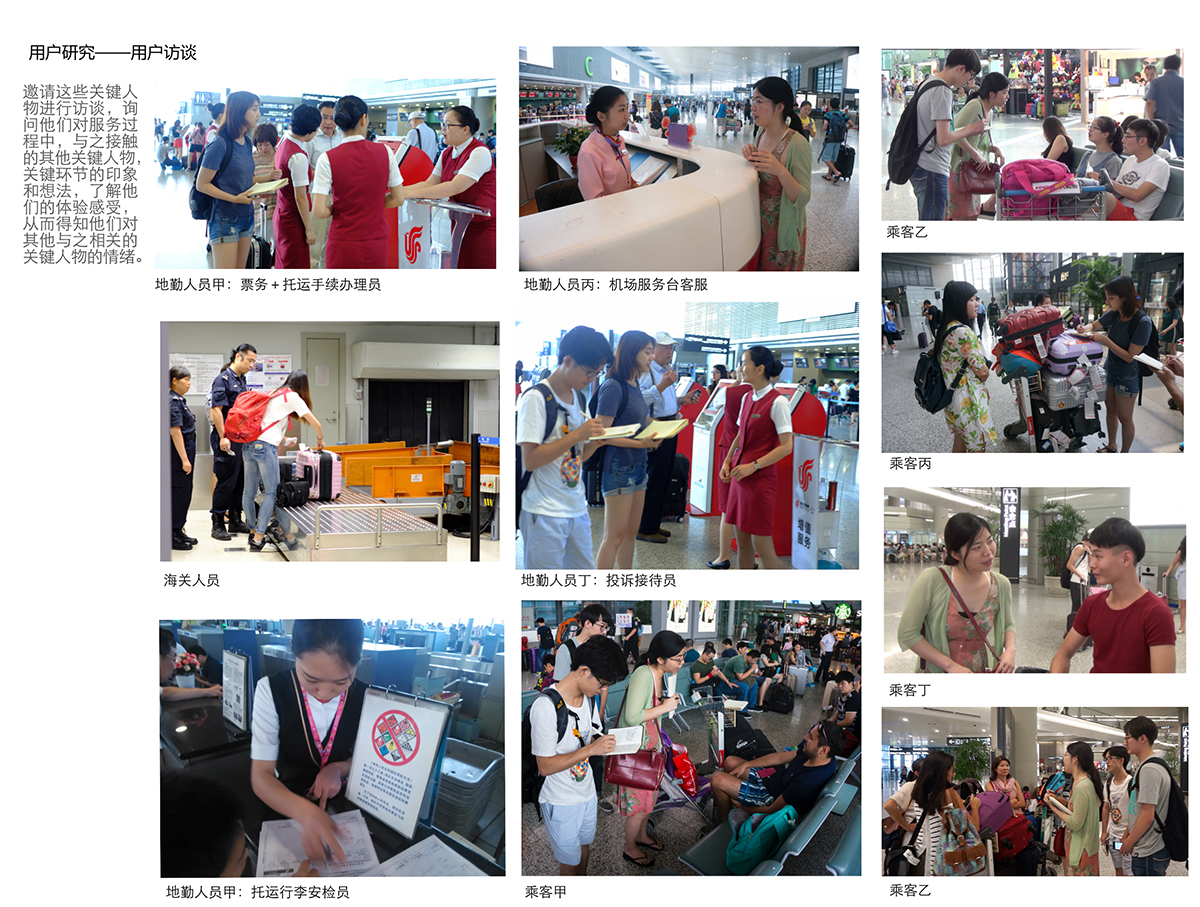 用户研究——用户访谈
邀请这些关键人
物进行访谈，询
问他们对服务过
程中，与之接触
的其他关键人物，
关键环节的印象
和想法，了解他
们的体验感受，
从而得知他们对
其他与之相关的
关键人物的情绪。
C
地勤人员甲：票务＋托运手续办理员
地勤人员丙：机场服务台客服
乘客乙
乘客丙
增值
服务
海关人员
地勤人员丁：投诉接待员
乘客丁
地勤人员甲：托运行李安检员
乘客甲
乘客乙